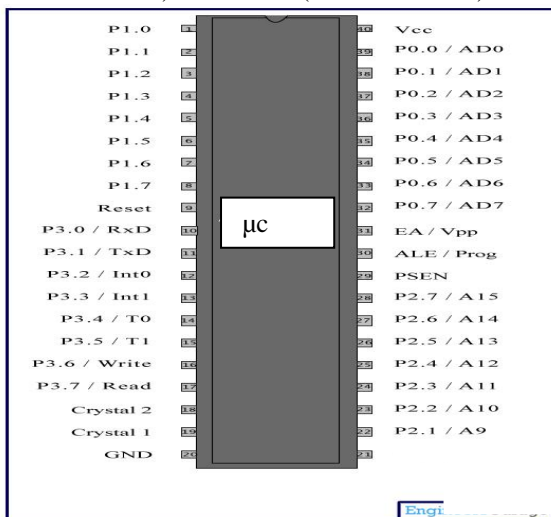 P1.0 1 40 Vcc
P1.1 2 39 P0.0 / AD0
P1.2 3 38 P0.1 / AD1
P1.3 4 37 P0.2 / AD2
P1.4 5 36 P0.3 / AD3
P1.5 6 35 P0.4 / AD4
P1.6 7 34 P0.5 / AD5
P1.7 8 33 P0.6 / AD6
Reset 9 32 P0.7 / AD7
μc
P3.0 / RxD 10 31 EA / Vpp
P3.1 / TxD 11 30 ALE / Prog
P3.2 / Int0 12 29 PSEN
P3.3 / Int1 13 28 P2.7 / A15
P3.4 / T0 14 27 P2.6 / A14
P3.5 / T1 15 26 P2.5 / A13
P3.6 / Write 16 25 P2.4 / A12
P3.7 / Read 17 24 P2.3 / A11
Crystal 2 18 23 P2.2 / A10
Crystal 1 19 22 P2.1 / A9
GND 20 21